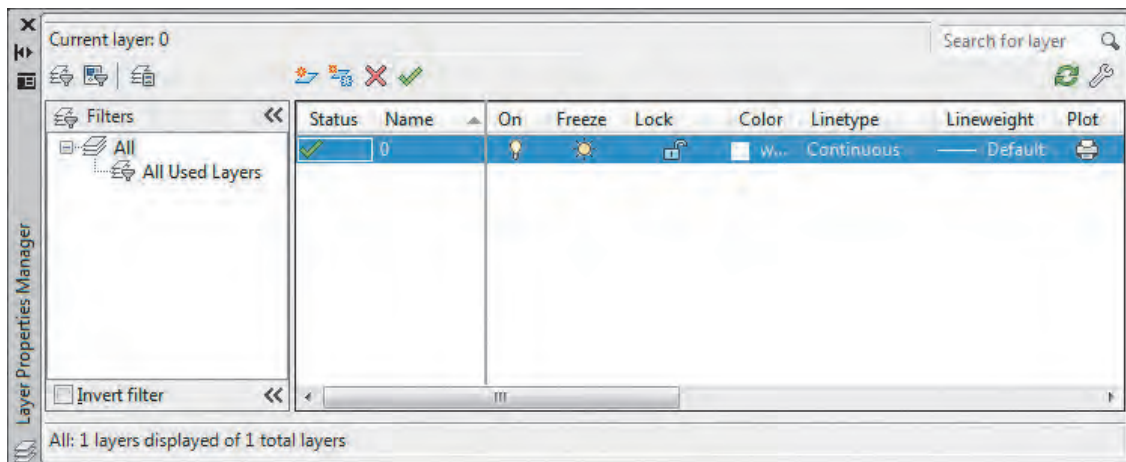 Current layer: 0
Search for layer
Filters
Status Name On Freeze Lock Color Linetype Lineweight Plot
All
0 w... Continuous Default
All Used Layers
Layer Properties Manager
Invert filter
All: 1 layers displayed of 1 total layers